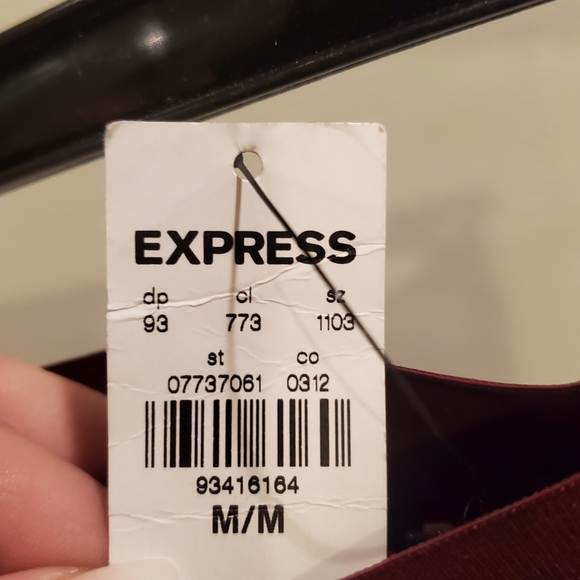 EXPRESS
dp cl sz
93 773 1103
st co
07737061 0312
93416164
M/M